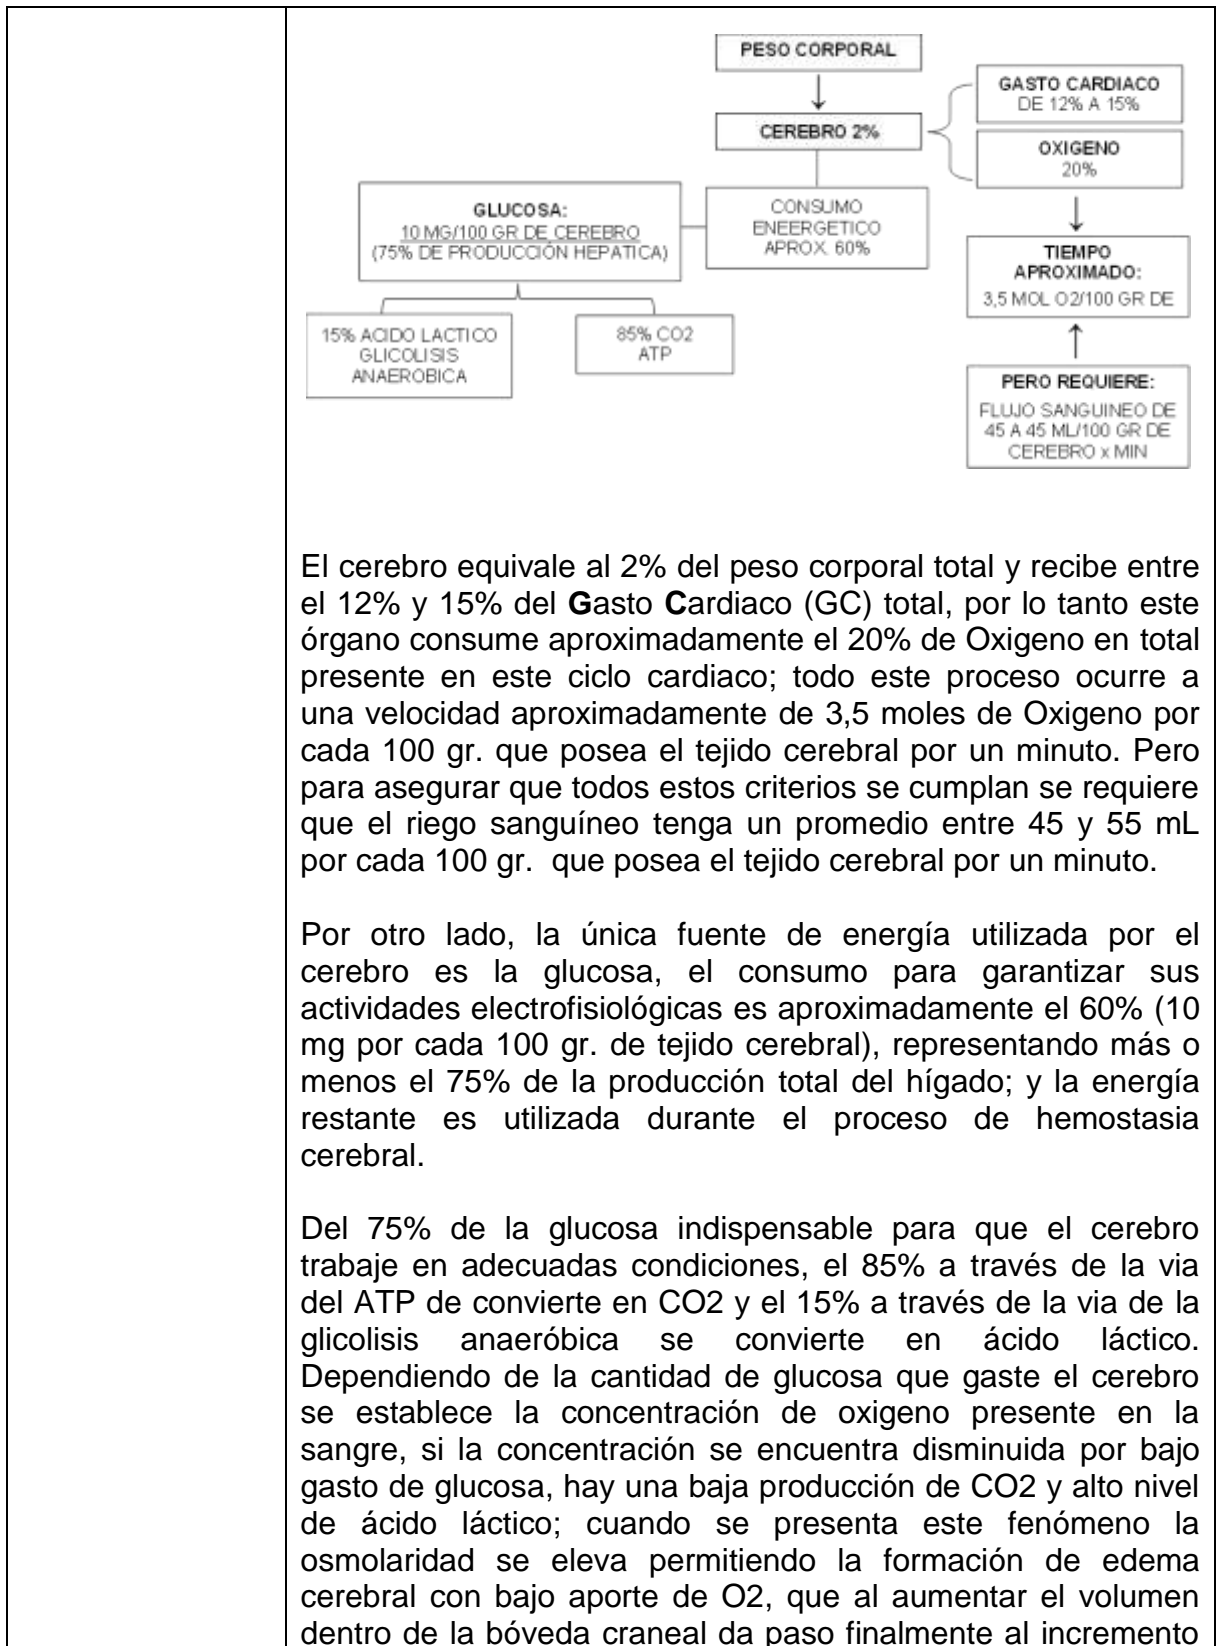 PESO CORPORAL
CEREBRO 2%
GASTO CARDIACO
DE 12% A 15%
OXIGENO
20%
GLUCOSA:
10 MG/100 GR DE CEREBRO
(75% DE PRODUCCIÓN HEPATICA)
CONSUMO
ENEERGETICO
APROX. 60%
TIEMPO
APROXIMADO:
3,5 MOL O2/100 GR DE
15% ACIDO LACTICO
GLICOLISIS
ANAEROBICA
85% CO2
ATP
PERO REQUIERE:
FLUJO SANGUINEO DE
45 A 45 ML/100 GR DE
CEREBRO x MIN
El cerebro equivale al 2% del peso corporal total y recibe entre
el 12% y 15% del Gasto Cardiaco (GC) total, por lo tanto este
órgano consume aproximadamente el 20% de Oxigeno en total
presente en este ciclo cardiaco; todo este proceso ocurre a
una velocidad aproximadamente de 3,5 moles de Oxigeno por
cada 100 gr. que posea el tejido cerebral por un minuto. Pero
para asegurar que todos estos criterios se cumplan se requiere
que el riego sanguíneo tenga un promedio entre 45 y 55 mL
por cada 100 gr.  que posea el tejido cerebral por un minuto.
Por otro lado, la única fuente de energía utilizada por el
cerebro es la glucosa, el consumo para garantizar sus
actividades electrofisiológicas es aproximadamente el 60% (10
mg por cada 100 gr. de tejido cerebral), representando más o
menos el 75% de la producción total del hígado; y la energía
restante es utilizada durante el proceso de hemostasia
cerebral.
Del 75% de la glucosa indispensable para que el cerebro
trabaje en adecuadas condiciones, el 85% a través de la via
del ATP de convierte en CO2 y el 15% a través de la via de la
glicolisis anaeróbica se convierte en ácido láctico.
Dependiendo de la cantidad de glucosa que gaste el cerebro
se establece la concentración de oxigeno presente en la
sangre, si la concentración se encuentra disminuida por bajo
gasto de glucosa, hay una baja producción de CO2 y alto nivel
de ácido láctico; cuando se presenta este fenómeno la
osmolaridad se eleva permitiendo la formación de edema
cerebral con bajo aporte de O2, que al aumentar el volumen
dentro de la bóveda craneal da paso finalmente al incremento